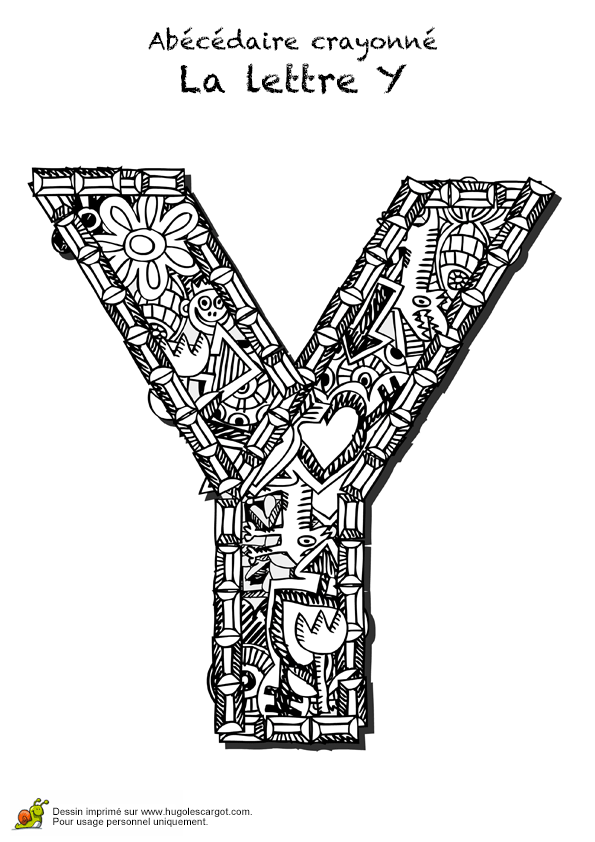 Abécédaire crayonné
La lettre Y
Y
Dessin imprimé sur www.hugolescargot.com.
Pour usage personnel uniquement.